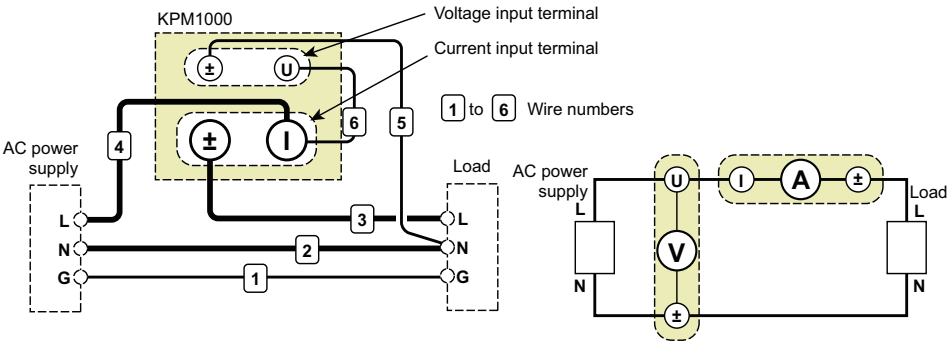 KPM1000
Voltage input terminal
Current input terminal
± U
1 to 6 Wire numbers
± I
6
5
4
AC power
supply
Load
L
3
L
N
2
N
G
1
G
AC power
supply
L
N
U
V
±
I A ±
Load
L
N